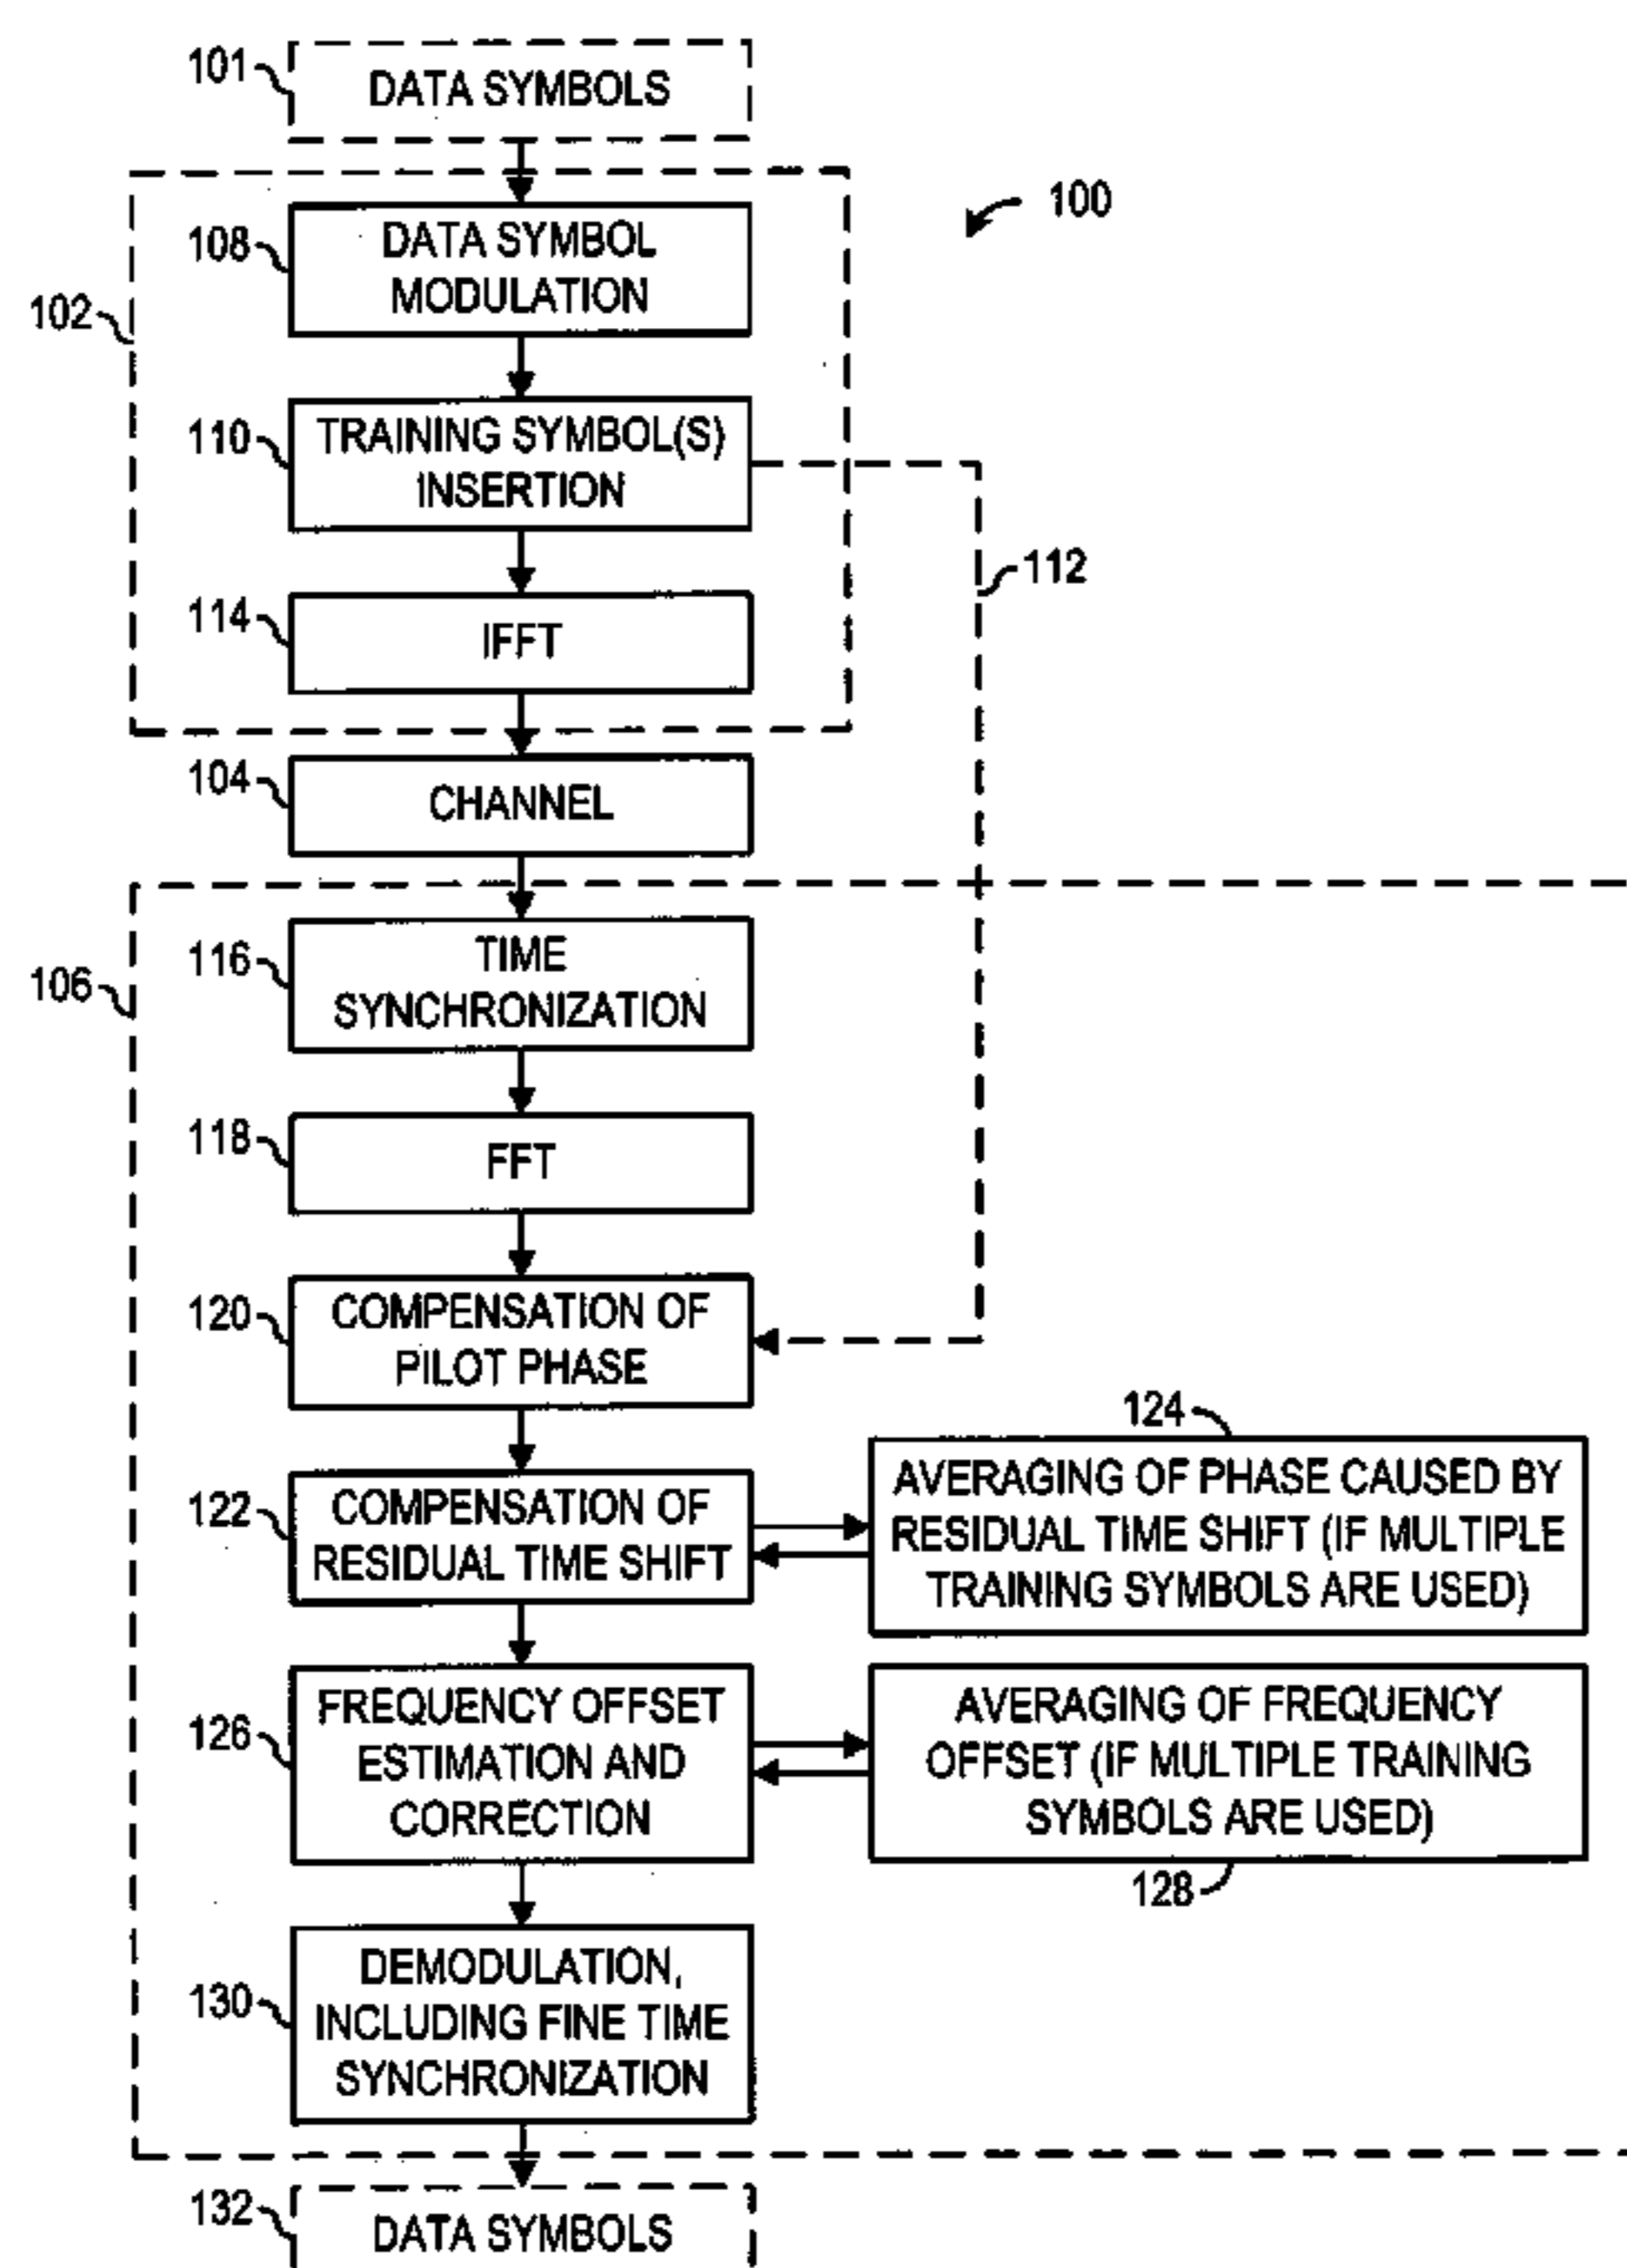 101
DATA SYMBOLS
100
102
108
DATA SYMBOL
MODULATION
110
TRAINING SYMBOL(S)
INSERTION
112
114
IFFT
104
CHANNEL
106
116
TIME
SYNCHRONIZATION
118
FFT
120
COMPENSATION OF
PILOT PHASE
122
COMPENSATION OF
RESIDUAL TIME SHIFT
124
AVERAGING OF PHASE CAUSED BY
RESIDUAL TIME SHIFT (IF MULTIPLE
TRAINING SYMBOLS ARE USED)
126
FREQUENCY OFFSET
ESTIMATION AND
CORRECTION
AVERAGING OF FREQUENCY
OFFSET (IF MULTIPLE TRAINING
SYMBOLS ARE USED)
128
130
DEMODULATION,
INCLUDING FINE TIME
SYNCHRONIZATION
132
DATA SYMBOLS